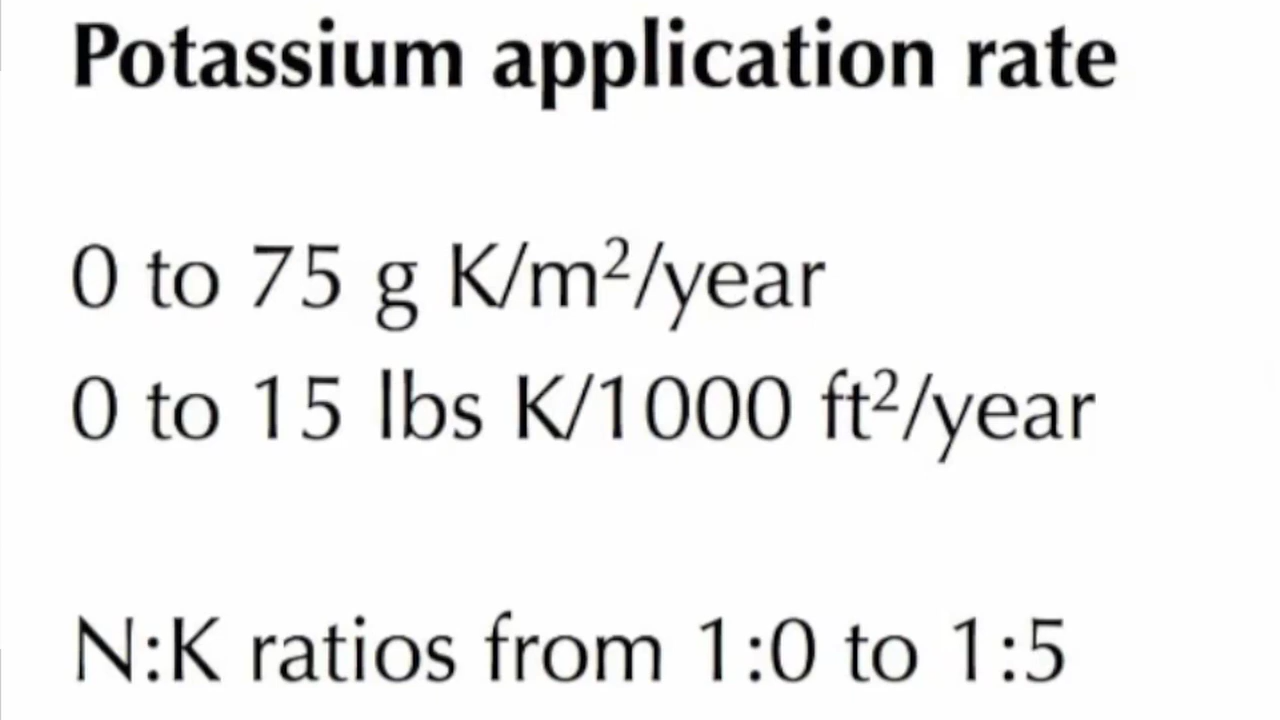 Potassium application rate
0 to 75 g K/m²/year
0 to 15 lbs K/1000 ft²/year
N:K ratios from 1:0 to 1:5